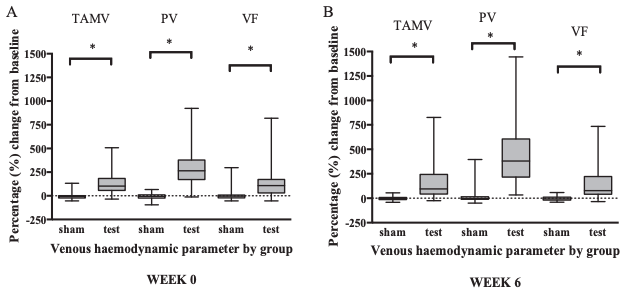 A
TAMV PV VF
* * *
1500
1250
1000
750
500
250
0
-250
Percentage (%) change from baseline
sham test sham test sham test
Venous haemodynamic parameter by group
WEEK 0
B
TAMV PV VF
* * *
1500
1250
1000
750
500
250
0
-250
Percentage (%) change from baseline
sham test sham test sham test
Venous haemodynamic parameter by group
WEEK 6